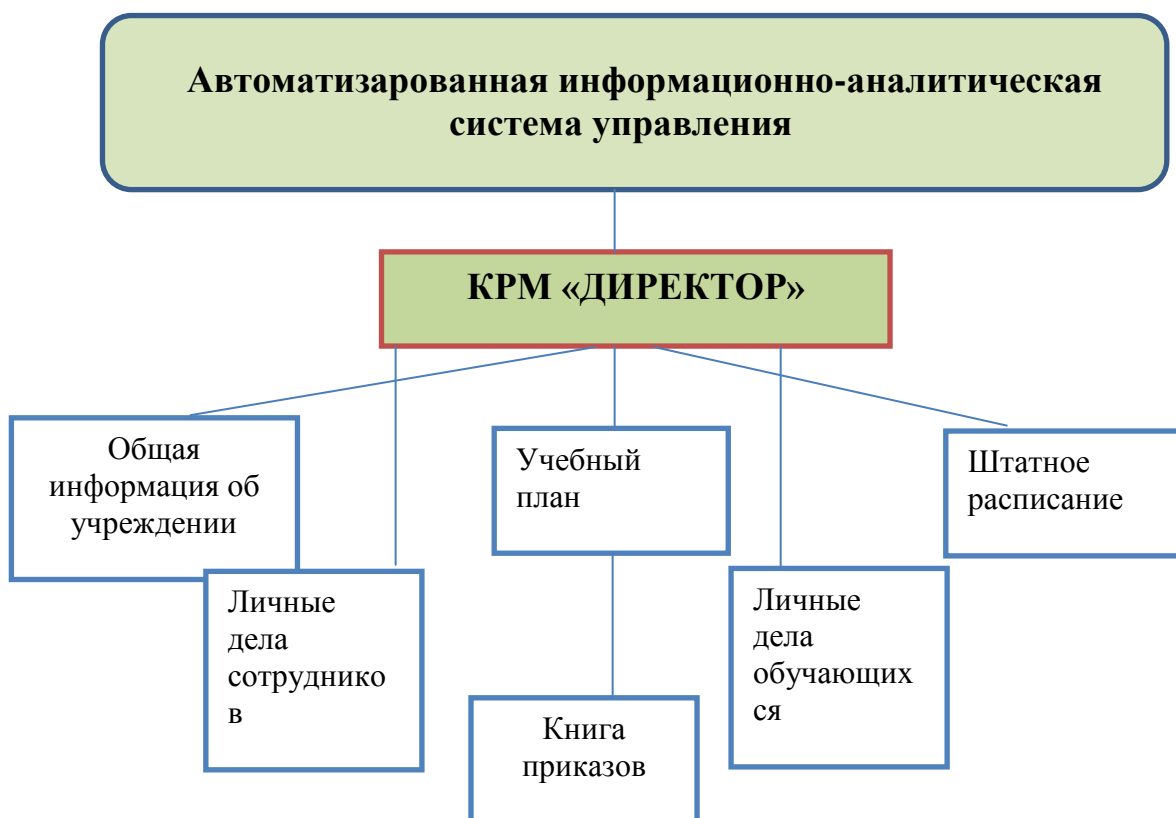 Автоматизарованная информационно-аналитическая
система управления
КРМ «ДИРЕКТОР»
Общая
информация об
учреждении
Учебный
план
Штатное
расписание
Личные
дела
сотруднико
в
Личные
дела
обучающих
ся
Книга
приказов